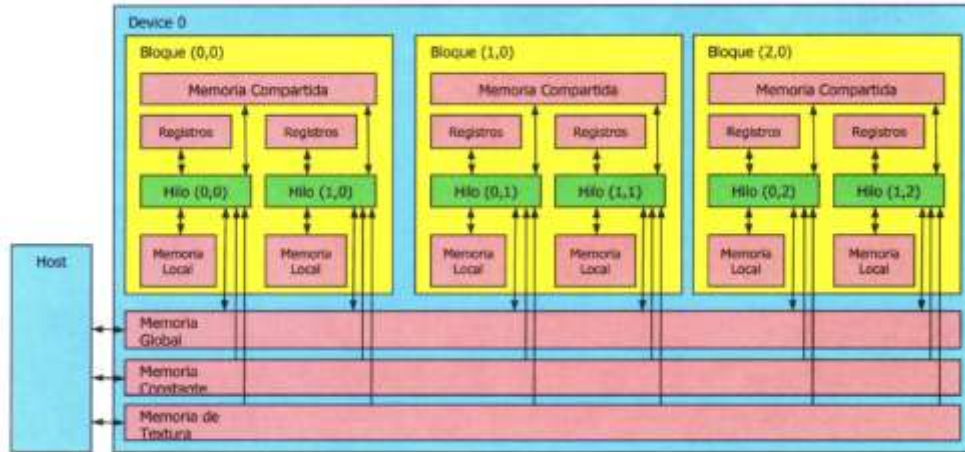 Device 0
Bloque (0,0)
Memoria Compartida
Registros
Registros
Hilo (0,0)
Hilo (1,0)
Memoria
Local
Memoria
Local
Bloque (1,0)
Memoria Compartida
Registros
Registros
Hilo (0,1)
Hilo (1,1)
Memoria
Local
Memoria
Local
Bloque (2,0)
Memoria Compartida
Registros
Registros
Hilo (0,2)
Hilo (1,2)
Memoria
Local
Memoria
Local
Host
Memoria
Global
Memoria
Constante
Memoria de
Textura